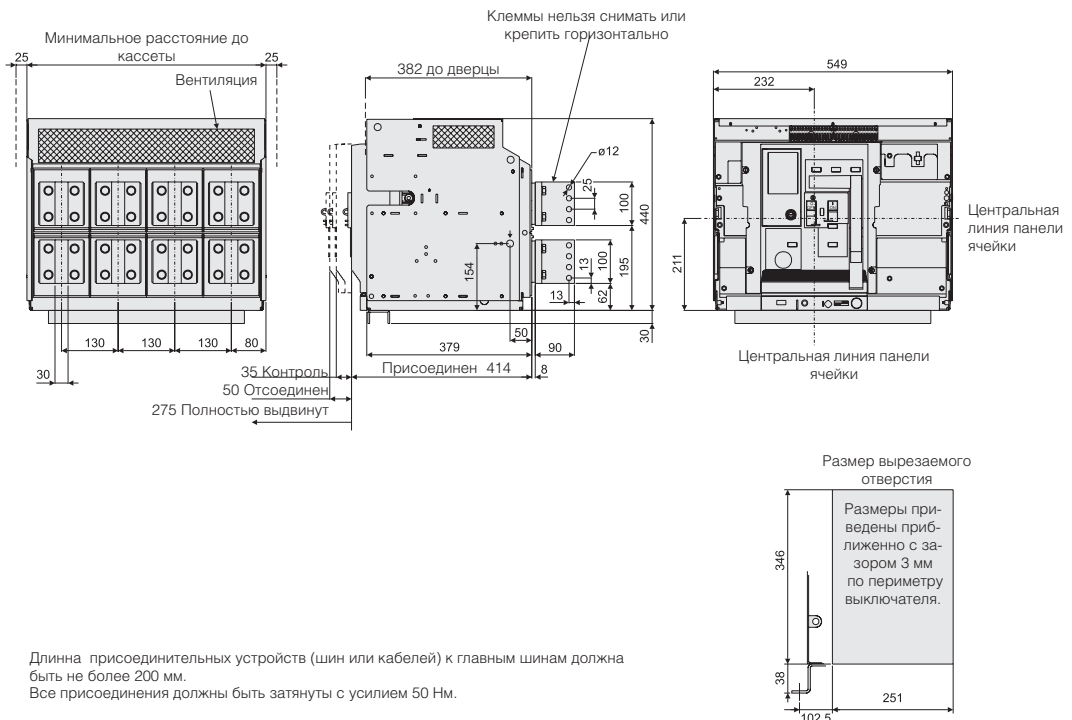 Клеммы нельзя снимать или
крепить горизонтально
Минимальное расстояние до
кассеты
25
25
Вентиляция
382 до дверцы
549
232
ø12
25
100
440
195
100
13
62
154
13
30
50
90
379
Присоединен 414
8
130
130
130
80
30
35 Контроль
50 Отсоединен
275 Полностью выдвинут
211
Центральная
линия панели
ячейки
Центральная линия панели
ячейки
Размер вырезаемого
отверстия
Размеры при-
ведены приб-
лиженно с за-
зором 3 мм
по периметру
выключателя.
346
38
251
102,5
Длинна присоединительных устройств (шин или кабелей) к главным шинам должна
быть не более 200 мм.
Все присоединения должны быть затянуты с усилием 50 Нм.